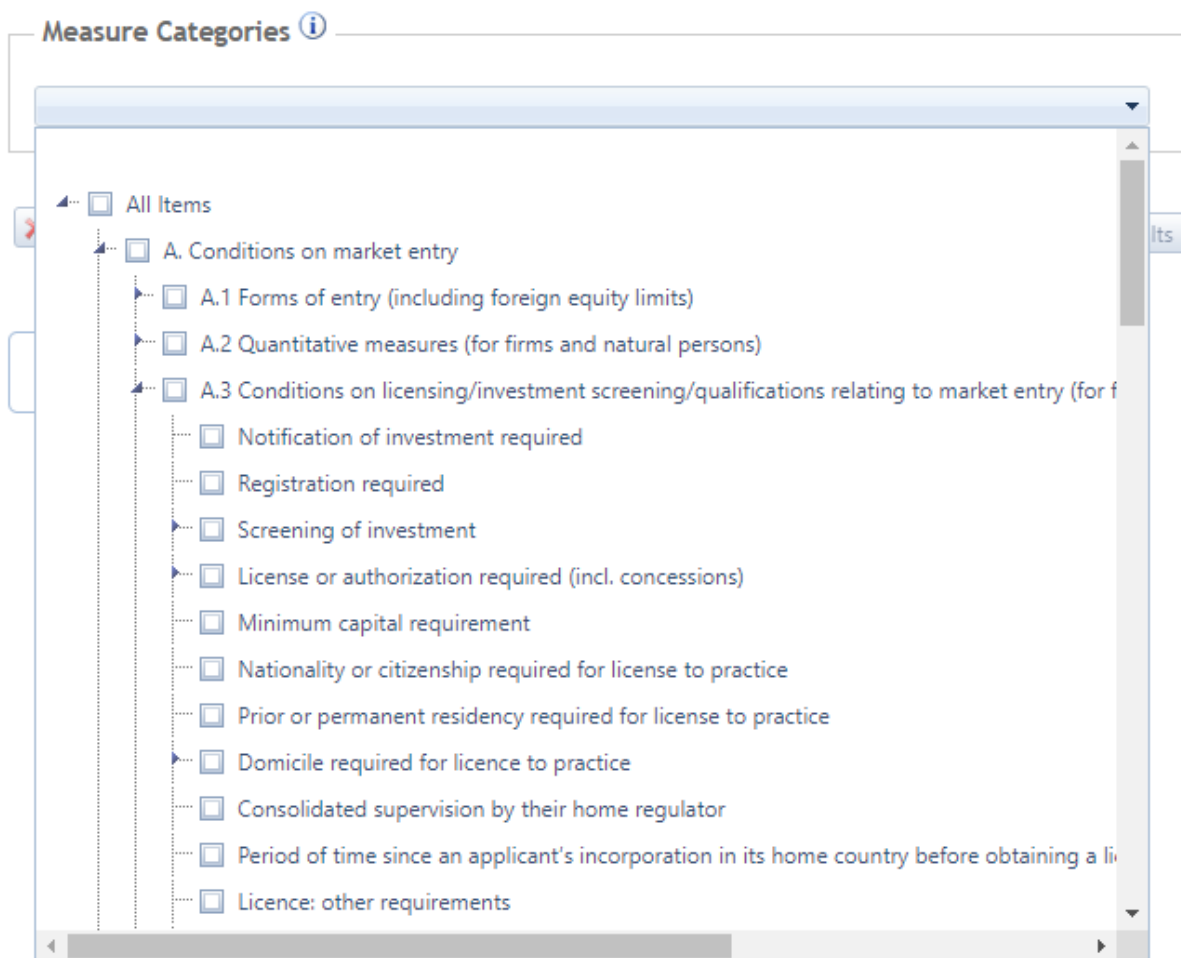 Measure Categories i
All Items
A. Conditions on market entry
lts
A.1 Forms of entry (including foreign equity limits)
A.2 Quantitative measures (for firms and natural persons)
A.3 Conditions on licensing/investment screening/qualifications relating to market entry (for f
Notification of investment required
Registration required
Screening of investment
License or authorization required (incl. concessions)
Minimum capital requirement
Nationality or citizenship required for license to practice
Prior or permanent residency required for license to practice
Domicile required for licence to practice
Consolidated supervision by their home regulator
Period of time since an applicant's incorporation in its home country before obtaining a li
Licence: other requirements